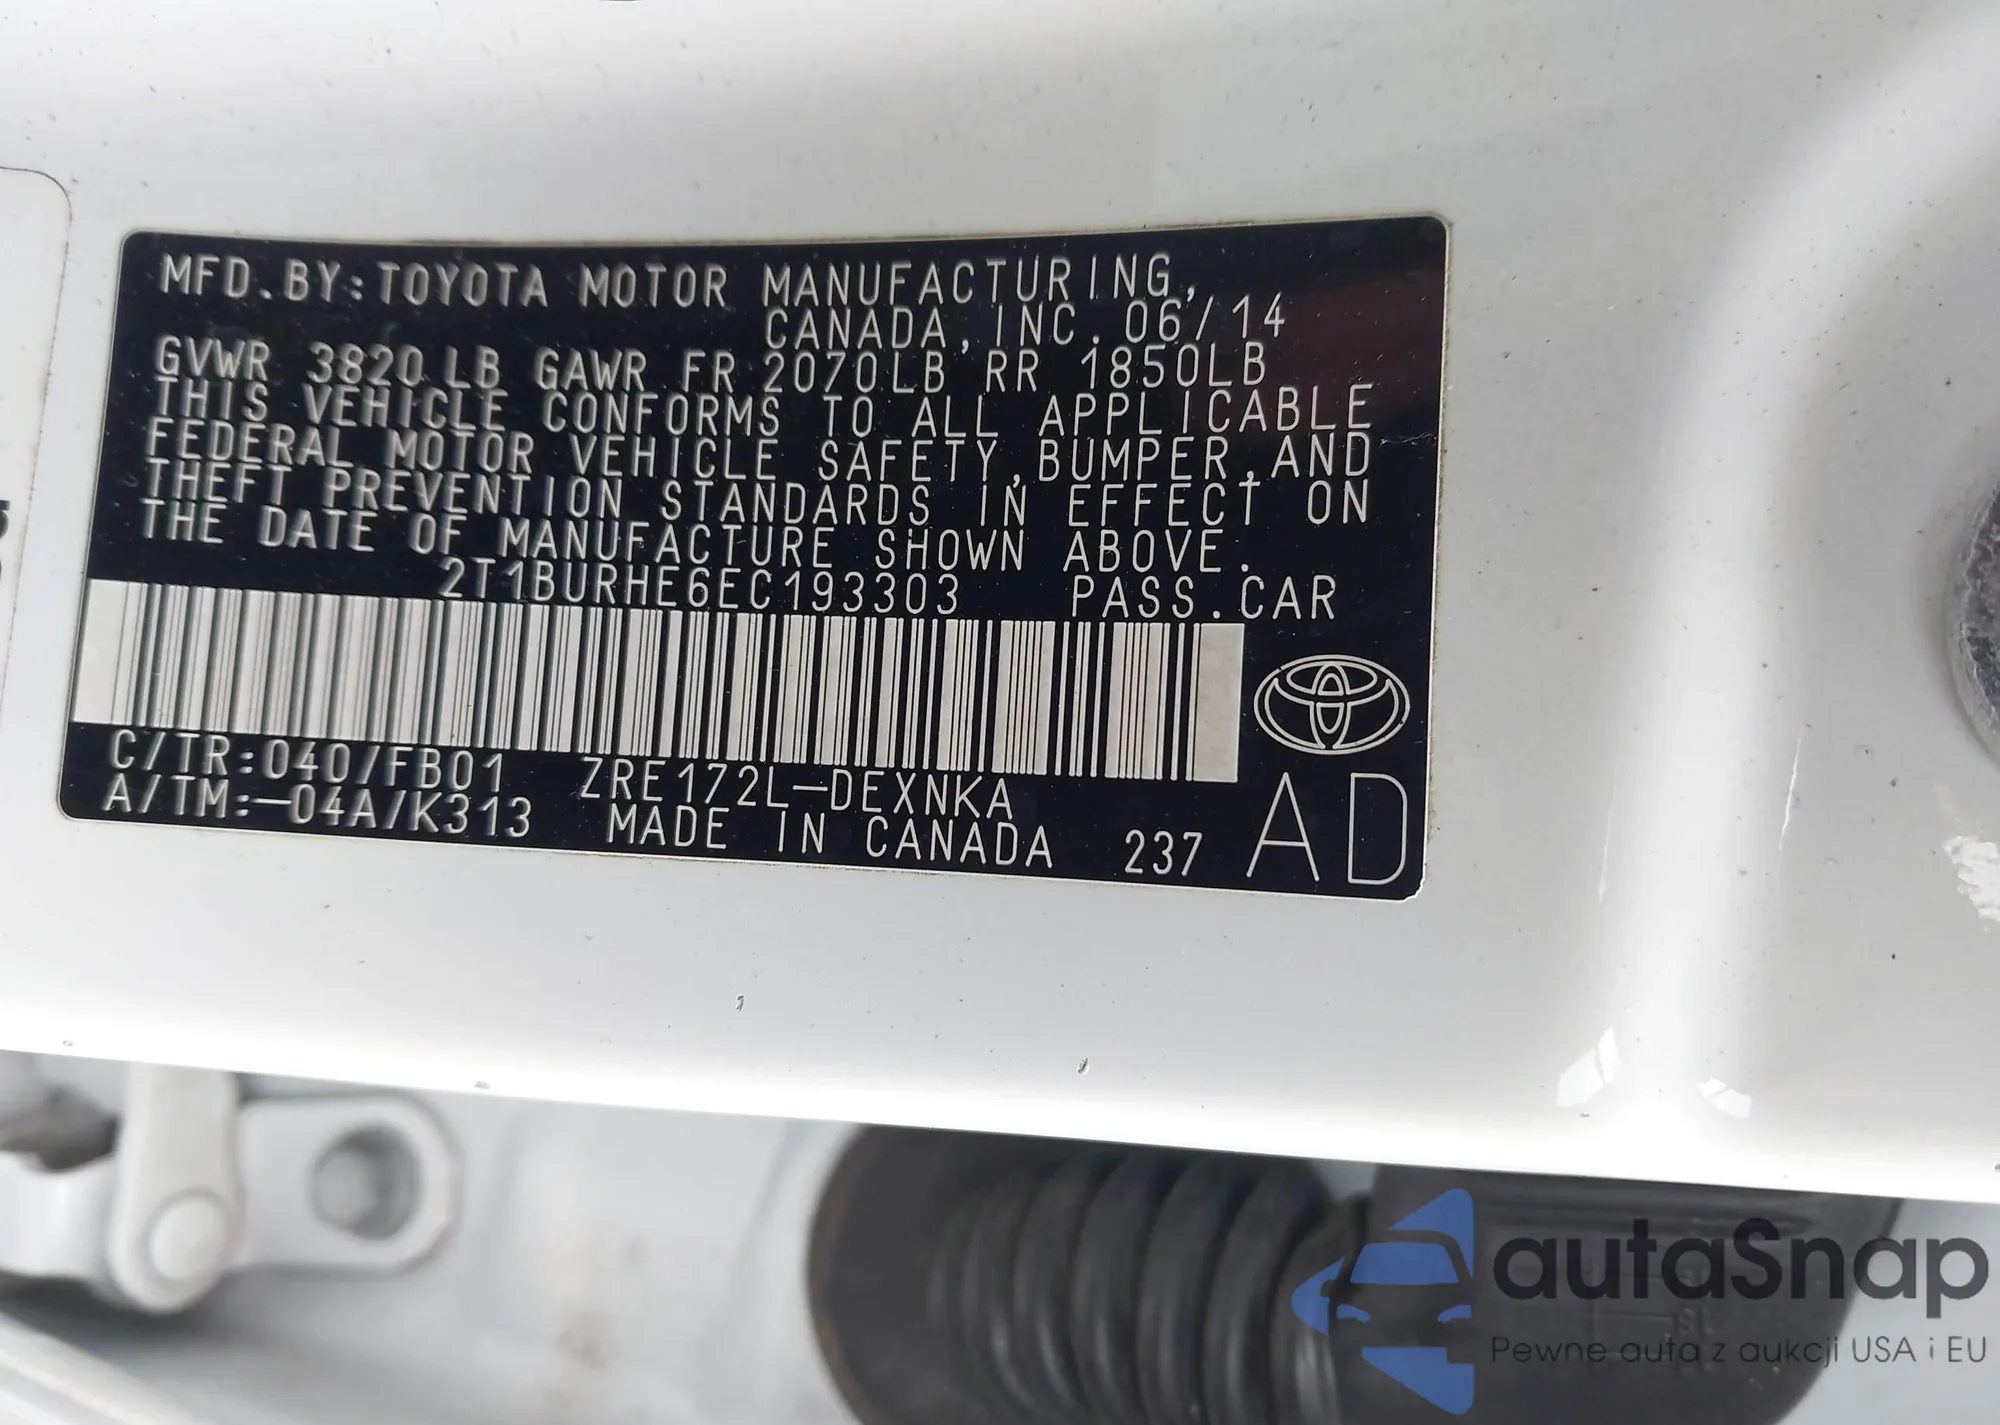 MFD.BY:TOYOTA MOTOR MANUFACTURING,
CANADA,INC. 06/14
GVWR 3820LB GAWR FR 2070LB RR 1850LB
THIS VEHICLE CONFORMS TO ALL APPLICABLE
FEDERAL MOTOR VEHICLE SAFETY,BUMPER,AND
THEFT PREVENTION STANDARDS IN EFFECT ON
THE DATE OF MANUFACTURE SHOWN ABOVE.
2T1BURHE6EC193303 PASS.CAR
C/TR:040/FB01 ZRE172L-DEXNKA
A/TM:-04A/K313 MADE IN CANADA 237 AD
autaSnap
Pewne auta z aukcji USA i EU